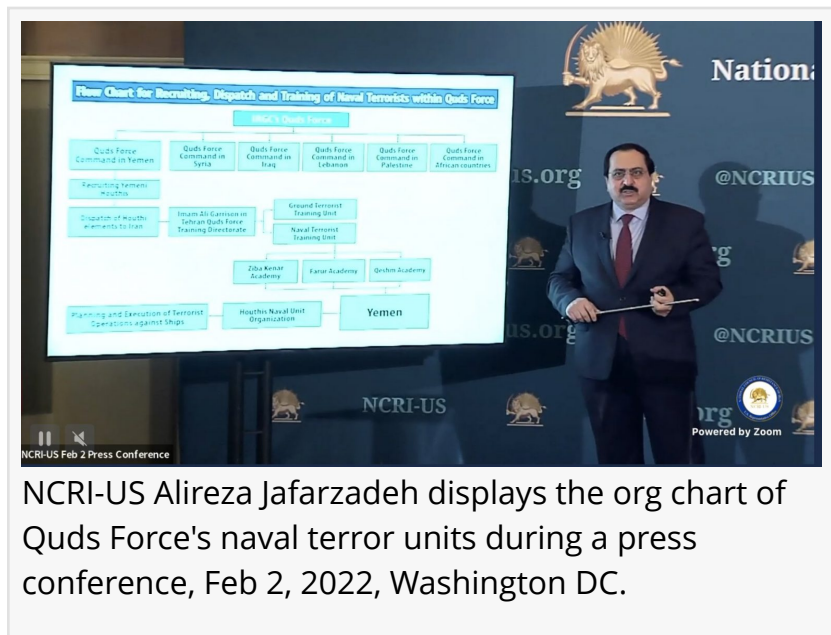 Flow Chart for Recruiting, Dispatch and Training of Naval Terrorists within Quds Force
IRGC's Quds Force
Quds Force
Command in Yemen
Quds Force
Command in
Syria
Quds Force
Command in
Iraq
Quds Force
Command in
Lebanon
Quds Force
Command in
Palestine
Quds Force
Command in
African countries
Recruiting Yemeni
Houthis
Dispatch of Houthi
elements to Iran
Imam Ali Garrison in
Tehran Quds Force
Training Directorate
Ground Terrorist
Training Unit
Naval Terrorist
Training Unit
Ziba Kenar
Academy
Farur Academy
Qeshm Academy
Planning and Execution of Terrorist
Operations against Ships
Houthis Naval Unit
Organization
Yemen
Nationa
is.org
@NCRIUS
rg
us.org
@NCRIUS
NCRI-US
org
Powered by Zoom
NCRI-US Feb 2 Press Conference
NCRI-US Alireza Jafarzadeh displays the org chart of
Quds Force's naval terror units during a press
conference, Feb 2, 2022, Washington DC.